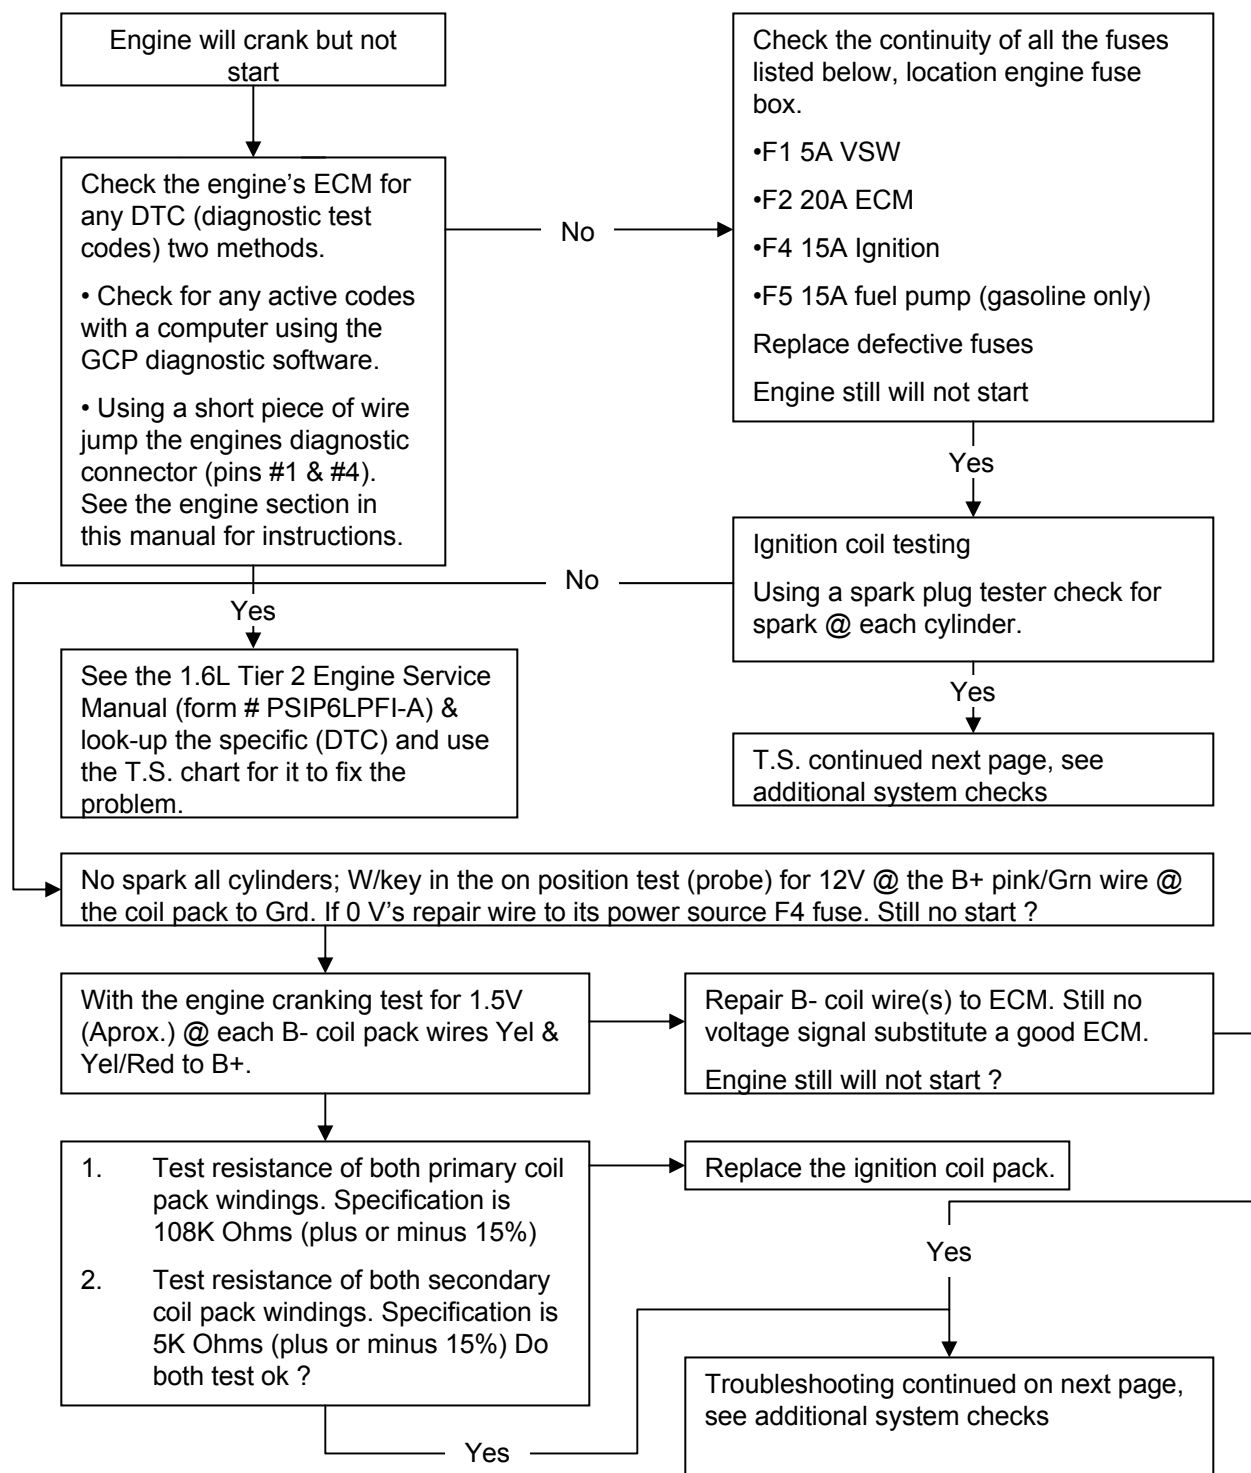 Engine will crank but not
start
Check the engine’s ECM for
any DTC (diagnostic test
codes) two methods.
• Check for any active codes
with a computer using the
GCP diagnostic software.
• Using a short piece of wire
jump the engines diagnostic
connector (pins #1 & #4).
See the engine section in
this manual for instructions.
No
Check the continuity of all the fuses
listed below, location engine fuse
box.
•F1 5A VSW
•F2 20A ECM
•F4 15A Ignition
•F5 15A fuel pump (gasoline only)
Replace defective fuses
Engine still will not start
Yes
Ignition coil testing
Using a spark plug tester check for
spark @ each cylinder.
No
Yes
Yes
See the 1.6L Tier 2 Engine Service
Manual (form # PSIP6LPFI-A) &
look-up the specific (DTC) and use
the T.S. chart for it to fix the
problem.
T.S. continued next page, see
additional system checks
No spark all cylinders; W/key in the on position test (probe) for 12V @ the B+ pink/Grn wire @
the coil pack to Grd. If 0 V’s repair wire to its power source F4 fuse. Still no start ?
With the engine cranking test for 1.5V
(Aprox.) @ each B- coil pack wires Yel &
Yel/Red to B+.
Repair B- coil wire(s) to ECM. Still no
voltage signal substitute a good ECM.
Engine still will not start ?
1. Test resistance of both primary coil
pack windings. Specification is
108K Ohms (plus or minus 15%)
2. Test resistance of both secondary
coil pack windings. Specification is
5K Ohms (plus or minus 15%) Do
both test ok ?
Replace the ignition coil pack.
Yes
Troubleshooting continued on next page,
see additional system checks
Yes